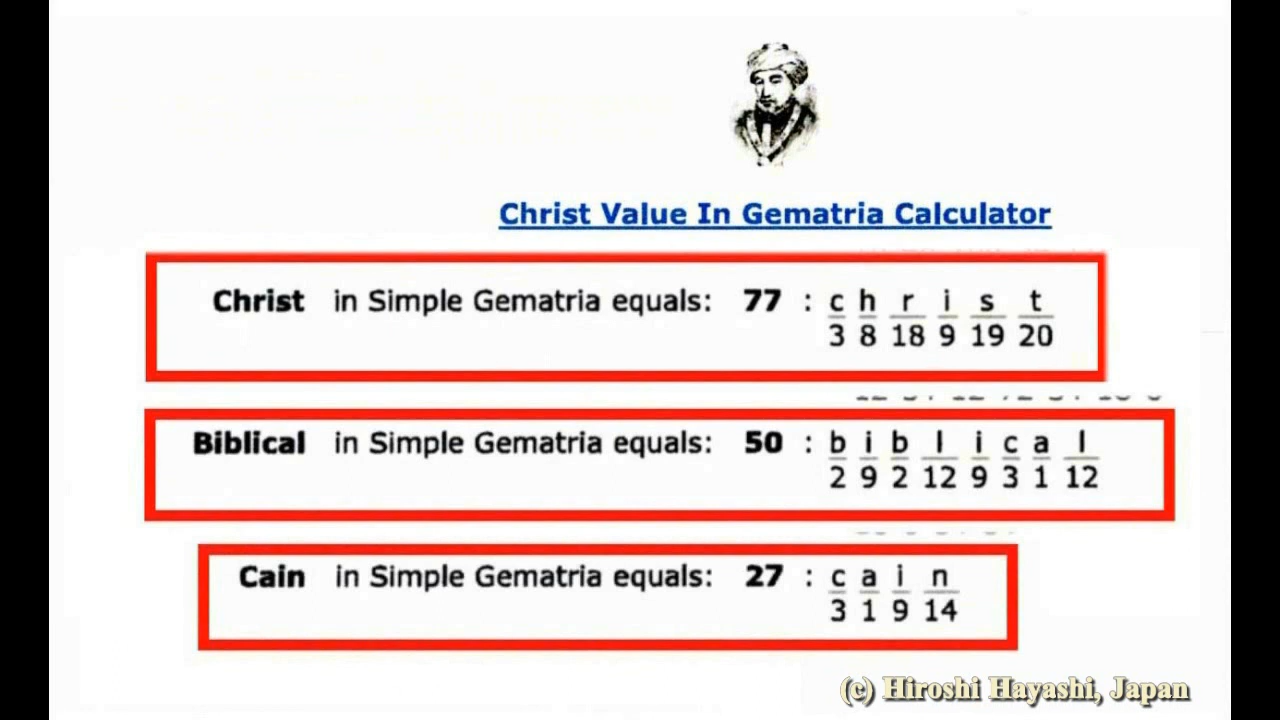 Christ Value In Gematria Calculator
Christ in Simple Gematria equals: 77 : c h r i s t
3 8 18 9 19 20
Biblical in Simple Gematria equals: 50 : b i b l i c a l
2 9 2 12 9 3 1 12
Cain in Simple Gematria equals: 27 : c a i n
3 1 9 14
(c) Hiroshi Hayashi, Japan